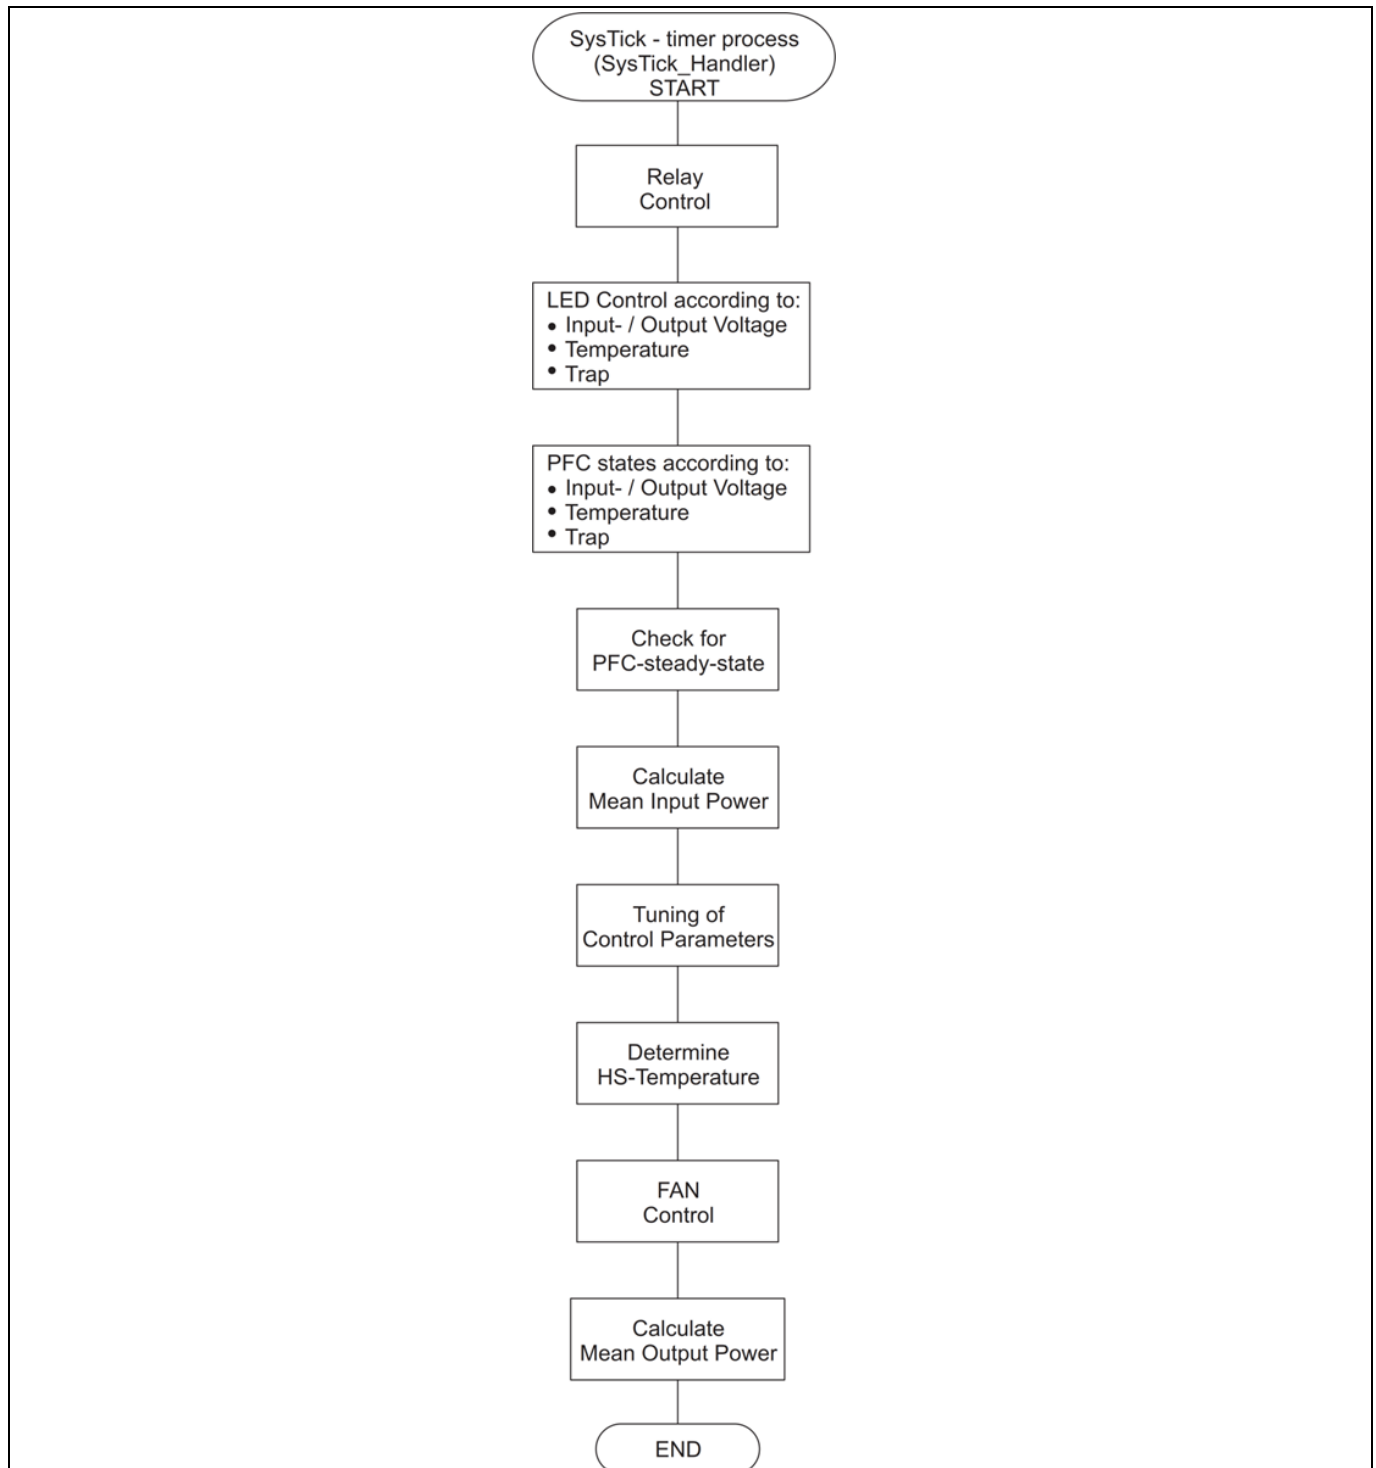 SysTick - timer process
(SysTick_Handler)
START
Relay
Control
LED Control according to:
• Input- / Output Voltage
• Temperature
• Trap
PFC states according to:
• Input- / Output Voltage
• Temperature
• Trap
Check for
PFC-steady-state
Calculate
Mean Input Power
Tuning of
Control Parameters
Determine
HS-Temperature
FAN
Control
Calculate
Mean Output Power
END